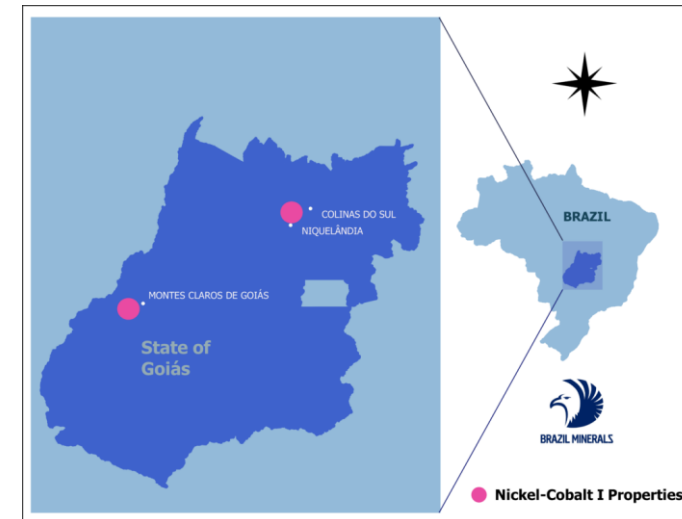 COLINAS DO SUL
NIQUELÂNDIA
MONTES CLAROS DE GOIÁS
State of
Goiás
BRAZIL
BRAZIL MINERALS
Nickel-Cobalt I Properties